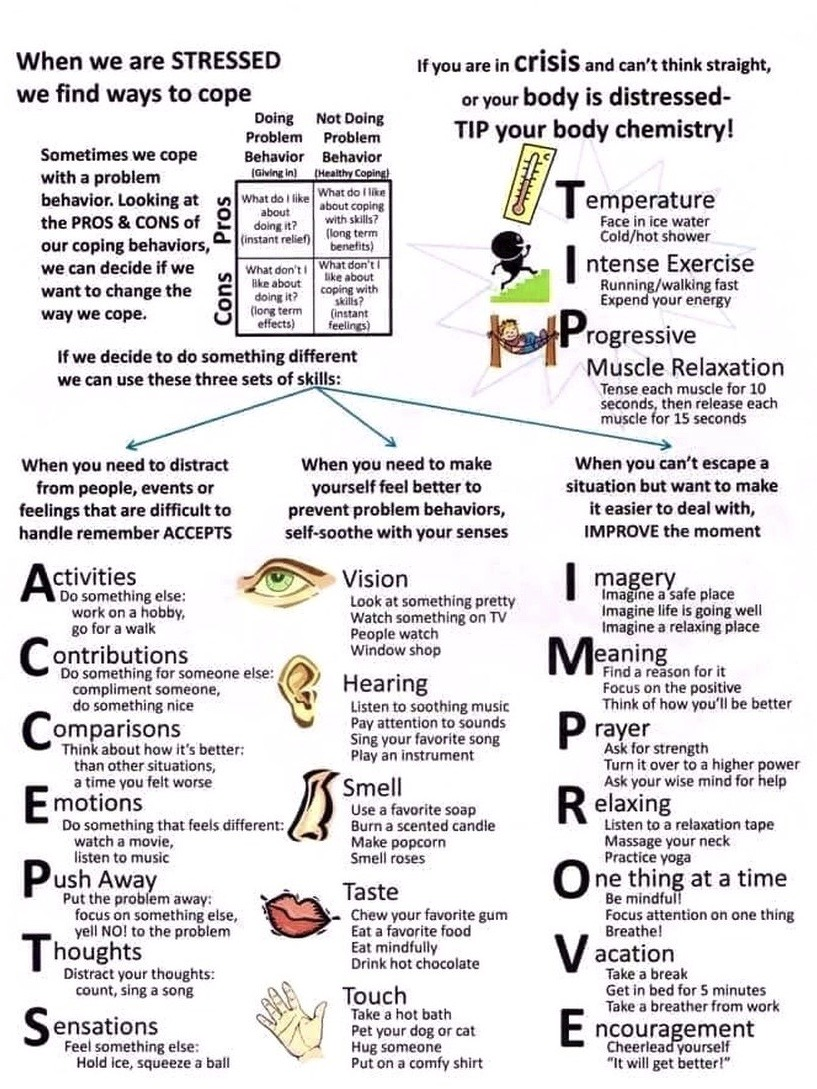 When we are STRESSED
we find ways to cope
Sometimes we cope
with a problem
behavior. Looking at
the PROS & CONS of
our coping behaviors,
we can decide if we
want to change the
way we cope.
Doing
Problem
Behavior
(Giving in)
Not Doing
Problem
Behavior
(Healthy Coping)
Pros
What do I like
about
doing it?
(instant relief)
What do I like
about coping
with skills?
(long term
benefits)
Cons
What don't I
like about
doing it?
(long term
effects)
What don't I
like about
coping with
skills?
(instant
feelings)
If we decide to do something different
we can use these three sets of skills:
If you are in crisis and can't think straight,
or your body is distressed-
TIP your body chemistry!
Temperature
Face in ice water
Cold/hot shower
Intense Exercise
Running/walking fast
Expend your energy
Progressive
Muscle Relaxation
Tense each muscle for 10
seconds, then release each
muscle for 15 seconds
When you need to distract
from people, events or
feelings that are difficult to
handle remember ACCEPTS
Activities
Do something else:
work on a hobby,
go for a walk
Contributions
Do something for someone else:
compliment someone,
do something nice
Comparisons
Think about how it's better:
than other situations,
a time you felt worse
Emotions
Do something that feels different:
watch a movie,
listen to music
Push Away
Put the problem away:
focus on something else,
yell NO! to the problem
Thoughts
Distract your thoughts:
count, sing a song
Sensations
Feel something else:
Hold ice, squeeze a ball
When you need to make
yourself feel better to
prevent problem behaviors,
self-soothe with your senses
Vision
Look at something pretty
Watch something on TV
People watch
Window shop
Hearing
Listen to soothing music
Pay attention to sounds
Sing your favorite song
Play an instrument
Smell
Use a favorite soap
Burn a scented candle
Make popcorn
Smell roses
Taste
Chew your favorite gum
Eat a favorite food
Eat mindfully
Drink hot chocolate
Touch
Take a hot bath
Pet your dog or cat
Hug someone
Put on a comfy shirt
When you can't escape a
situation but want to make
it easier to deal with,
IMPROVE the moment
Imagery
Imagine a safe place
Imagine life is going well
Imagine a relaxing place
Meaning
Find a reason for it
Focus on the positive
Think of how you'll be better
Prayer
Ask for strength
Turn it over to a higher power
Ask your wise mind for help
Relaxing
Listen to a relaxation tape
Massage your neck
Practice yoga
One thing at a time
Be mindful!
Focus attention on one thing
Breathe!
Vacation
Take a break
Get in bed for 5 minutes
Take a breather from work
Encouragement
Cheerlead yourself
"It will get better!"